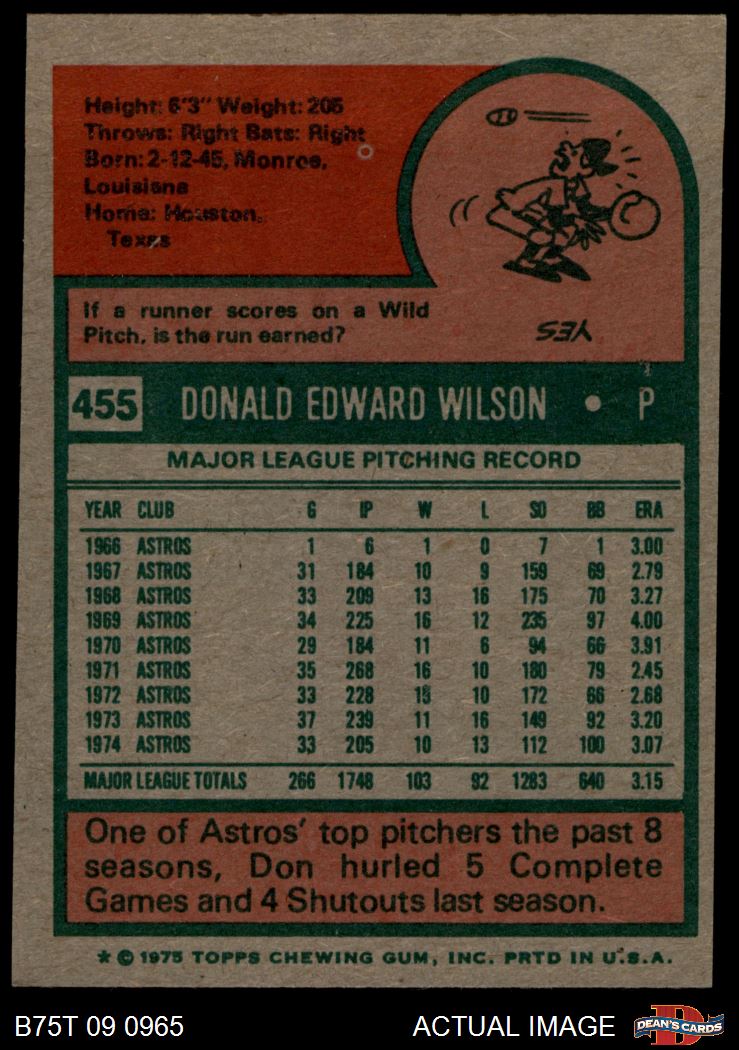 Height: 6'3" Weight: 205
Throws: Right Bats: Right
Born: 2-12-45, Monroe,
Louisiana
Home: Houston,
Texas
If a runner scores on a Wild
Pitch, is the run earned?
YES
455 DONALD EDWARD WILSON • P
MAJOR LEAGUE PITCHING RECORD
YEAR CLUB G IP W L SO BB ERA
1966 ASTROS 1 6 1 0 7 1 3.00
1967 ASTROS 31 184 10 9 159 69 2.79
1968 ASTROS 33 209 13 16 175 70 3.27
1969 ASTROS 34 225 16 12 235 97 4.00
1970 ASTROS 29 184 11 6 94 66 3.91
1971 ASTROS 35 268 16 10 180 79 2.45
1972 ASTROS 33 228 15 10 172 66 2.68
1973 ASTROS 37 239 11 16 149 92 3.20
1974 ASTROS 33 205 10 13 112 100 3.07
MAJOR LEAGUE TOTALS 266 1748 103 92 1283 640 3.15
One of Astros' top pitchers the past 8
seasons, Don hurled 5 Complete
Games and 4 Shutouts last season.
* © 1975 TOPPS CHEWING GUM, INC. PRTD IN U.S.A.
B75T 09 0965 ACTUAL IMAGE D DEAN'S CARDS